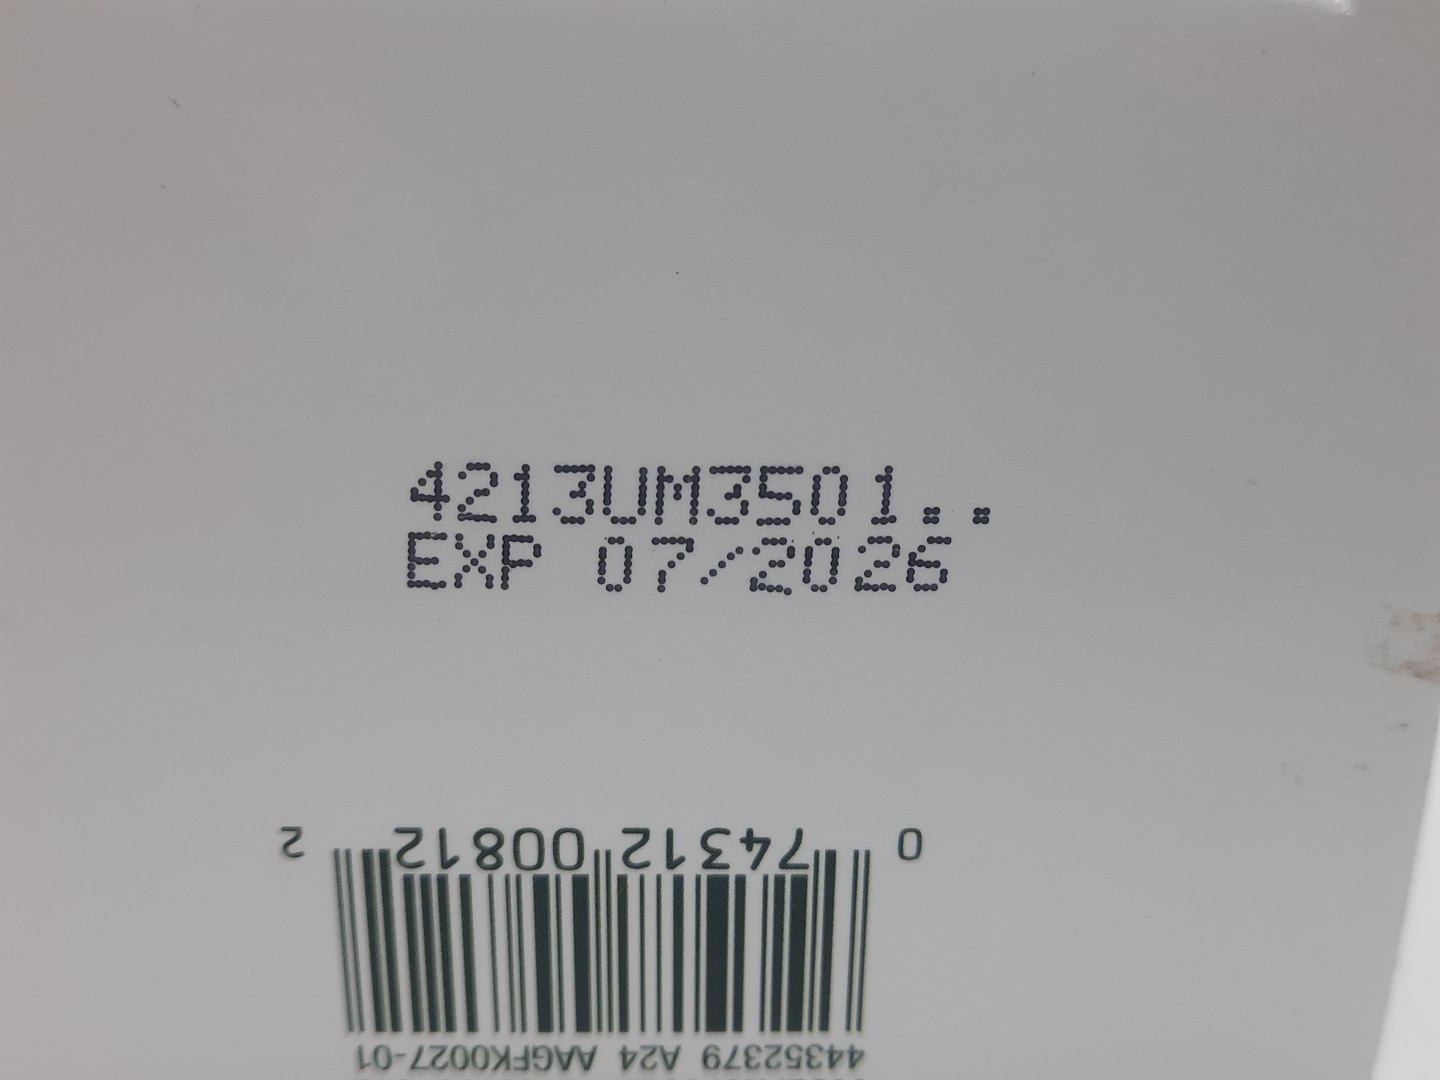 4213UM3501..
EXP 07/2026
0 74312 00812 2
44352379 A24 AAGFK0027-01